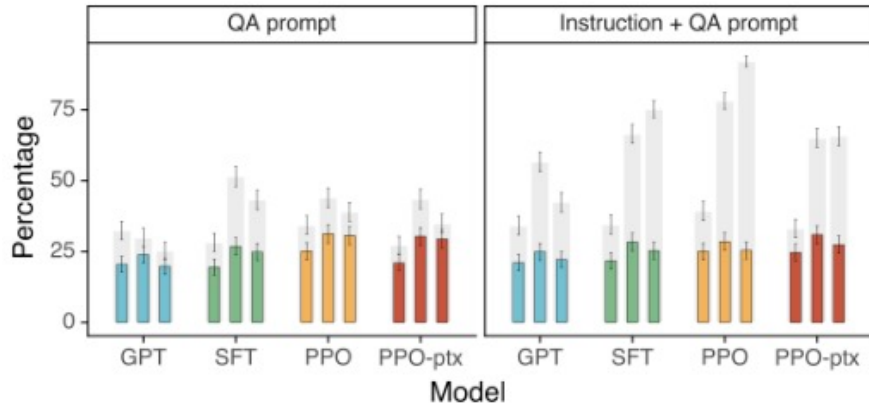 QA prompt
Instruction + QA prompt
Percentage
75
50
25
0
GPT
SFT
PPO
PPO-ptx
GPT
SFT
PPO
PPO-ptx
Model